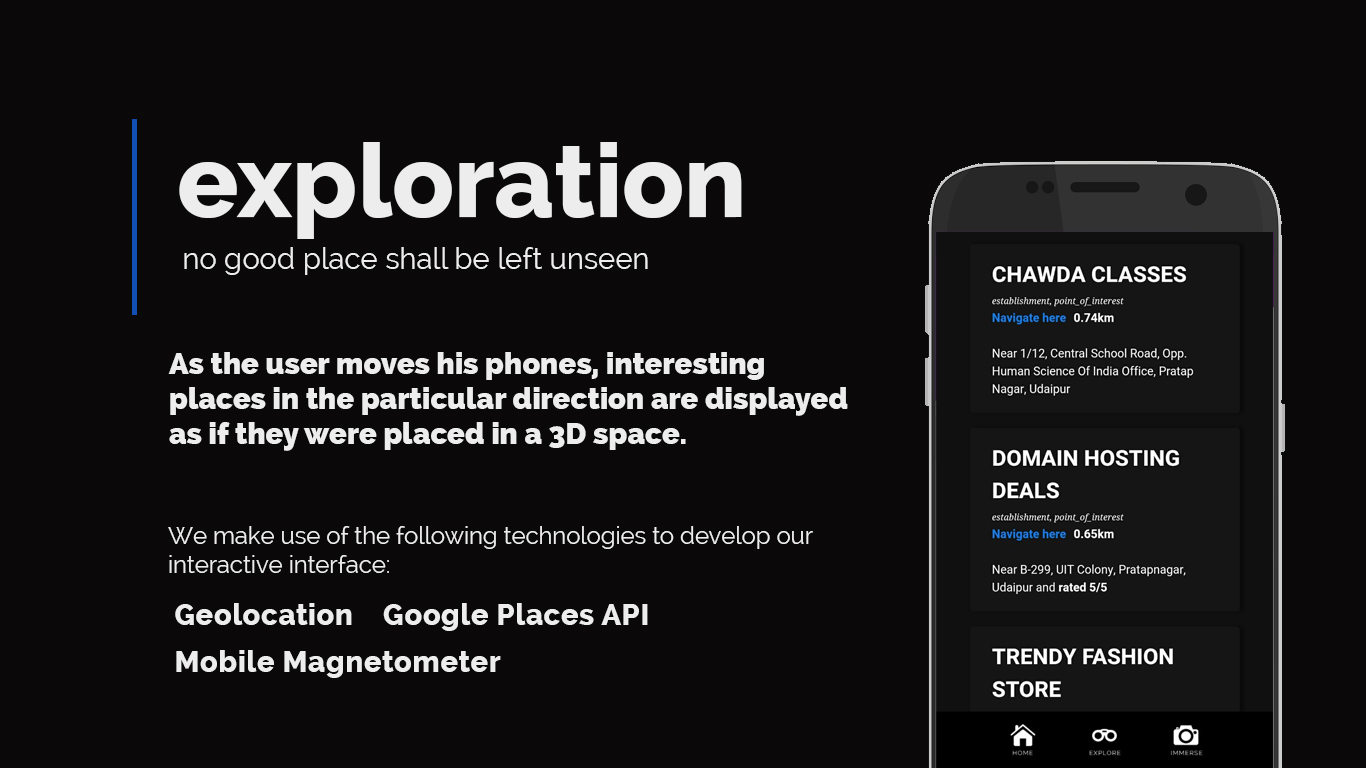 exploration
no good place shall be left unseen
As the user moves his phones, interesting
places in the particular direction are displayed
as if they were placed in a 3D space.
We make use of the following technologies to develop our
interactive interface:
Geolocation Google Places API
Mobile Magnetometer
CHAWDA CLASSES
establishment, point_of_interest
Navigate here 0.74km
Near 1/12, Central School Road, Opp.
Human Science Of India Office, Pratap
Nagar, Udaipur
DOMAIN HOSTING
DEALS
establishment, point_of_interest
Navigate here 0.65km
Near B-299, UIT Colony, Pratapnagar,
Udaipur and rated 5/5
TRENDY FASHION
STORE
HOME EXPLORE IMMERSE